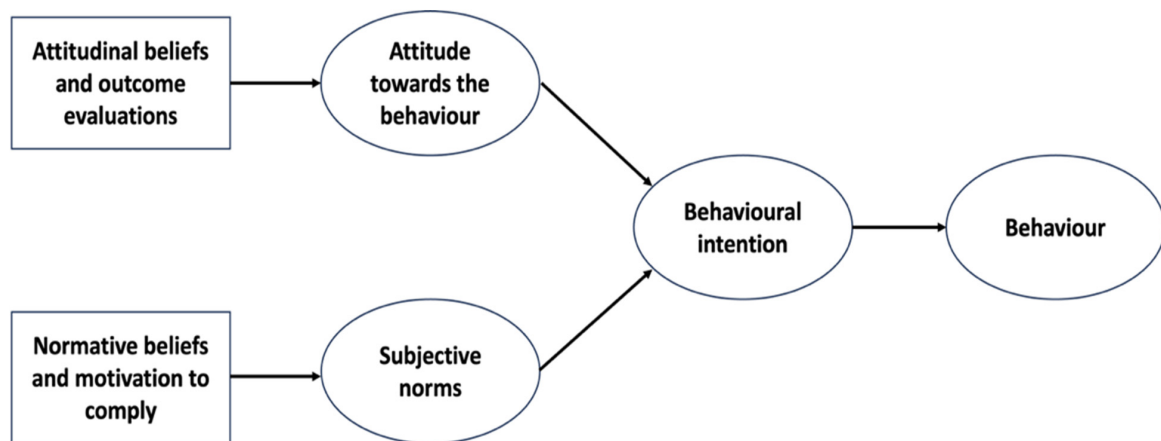 Attitudinal beliefs
and outcome
evaluations
Attitude
towards the
behaviour
Behavioural
intention
Behaviour
Normative beliefs
and motivation to
comply
Subjective
norms